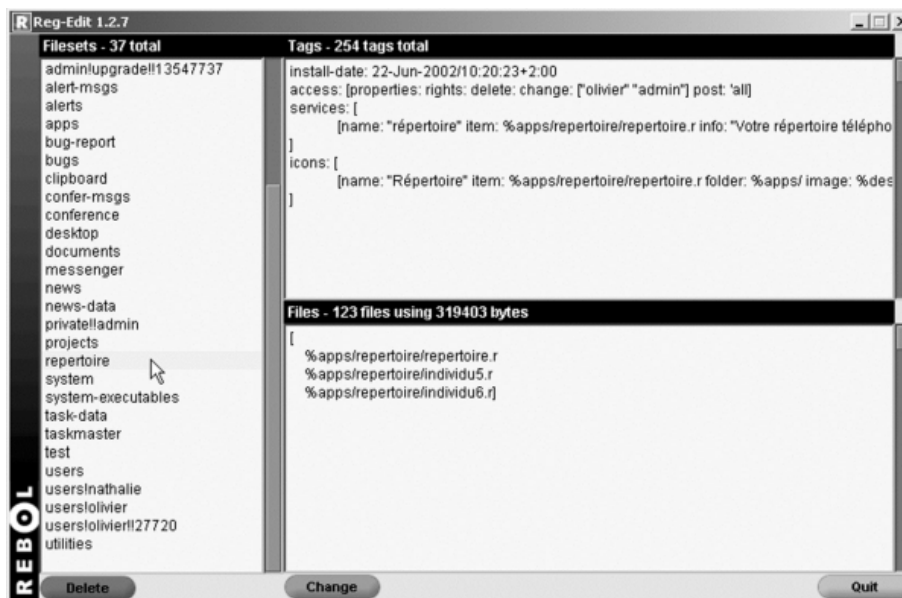 Reg-Edit 1.2.7
Filesets - 37 total
admin!upgrade!!13547737
alert-msgs
alerts
apps
bug-report
bugs
clipboard
confer-msgs
conference
desktop
documents
messenger
news
news-data
private!!admin
projects
repertoire
system
system-executables
task-data
taskmaster
test
users
users!nathalie
users!olivier
users!olivier!!27720
utilities
Tags - 254 tags total
install-date: 22-Jun-2002/10:20:23+2:00
access: [properties: rights: delete: change: ["olivier" "admin"] post: 'all]
services: [
[name: "répertoire" item: %apps/repertoire/repertoire.r info: "Votre répertoire télépho
]
icons: [
[name: "Répertoire" item: %apps/repertoire/repertoire.r folder: %apps/ image: %des
]
Files - 123 files using 319403 bytes
[
%apps/repertoire/repertoire.r
%apps/repertoire/individu5.r
%apps/repertoire/individu6.r]
REBOL
Delete
Change
Quit